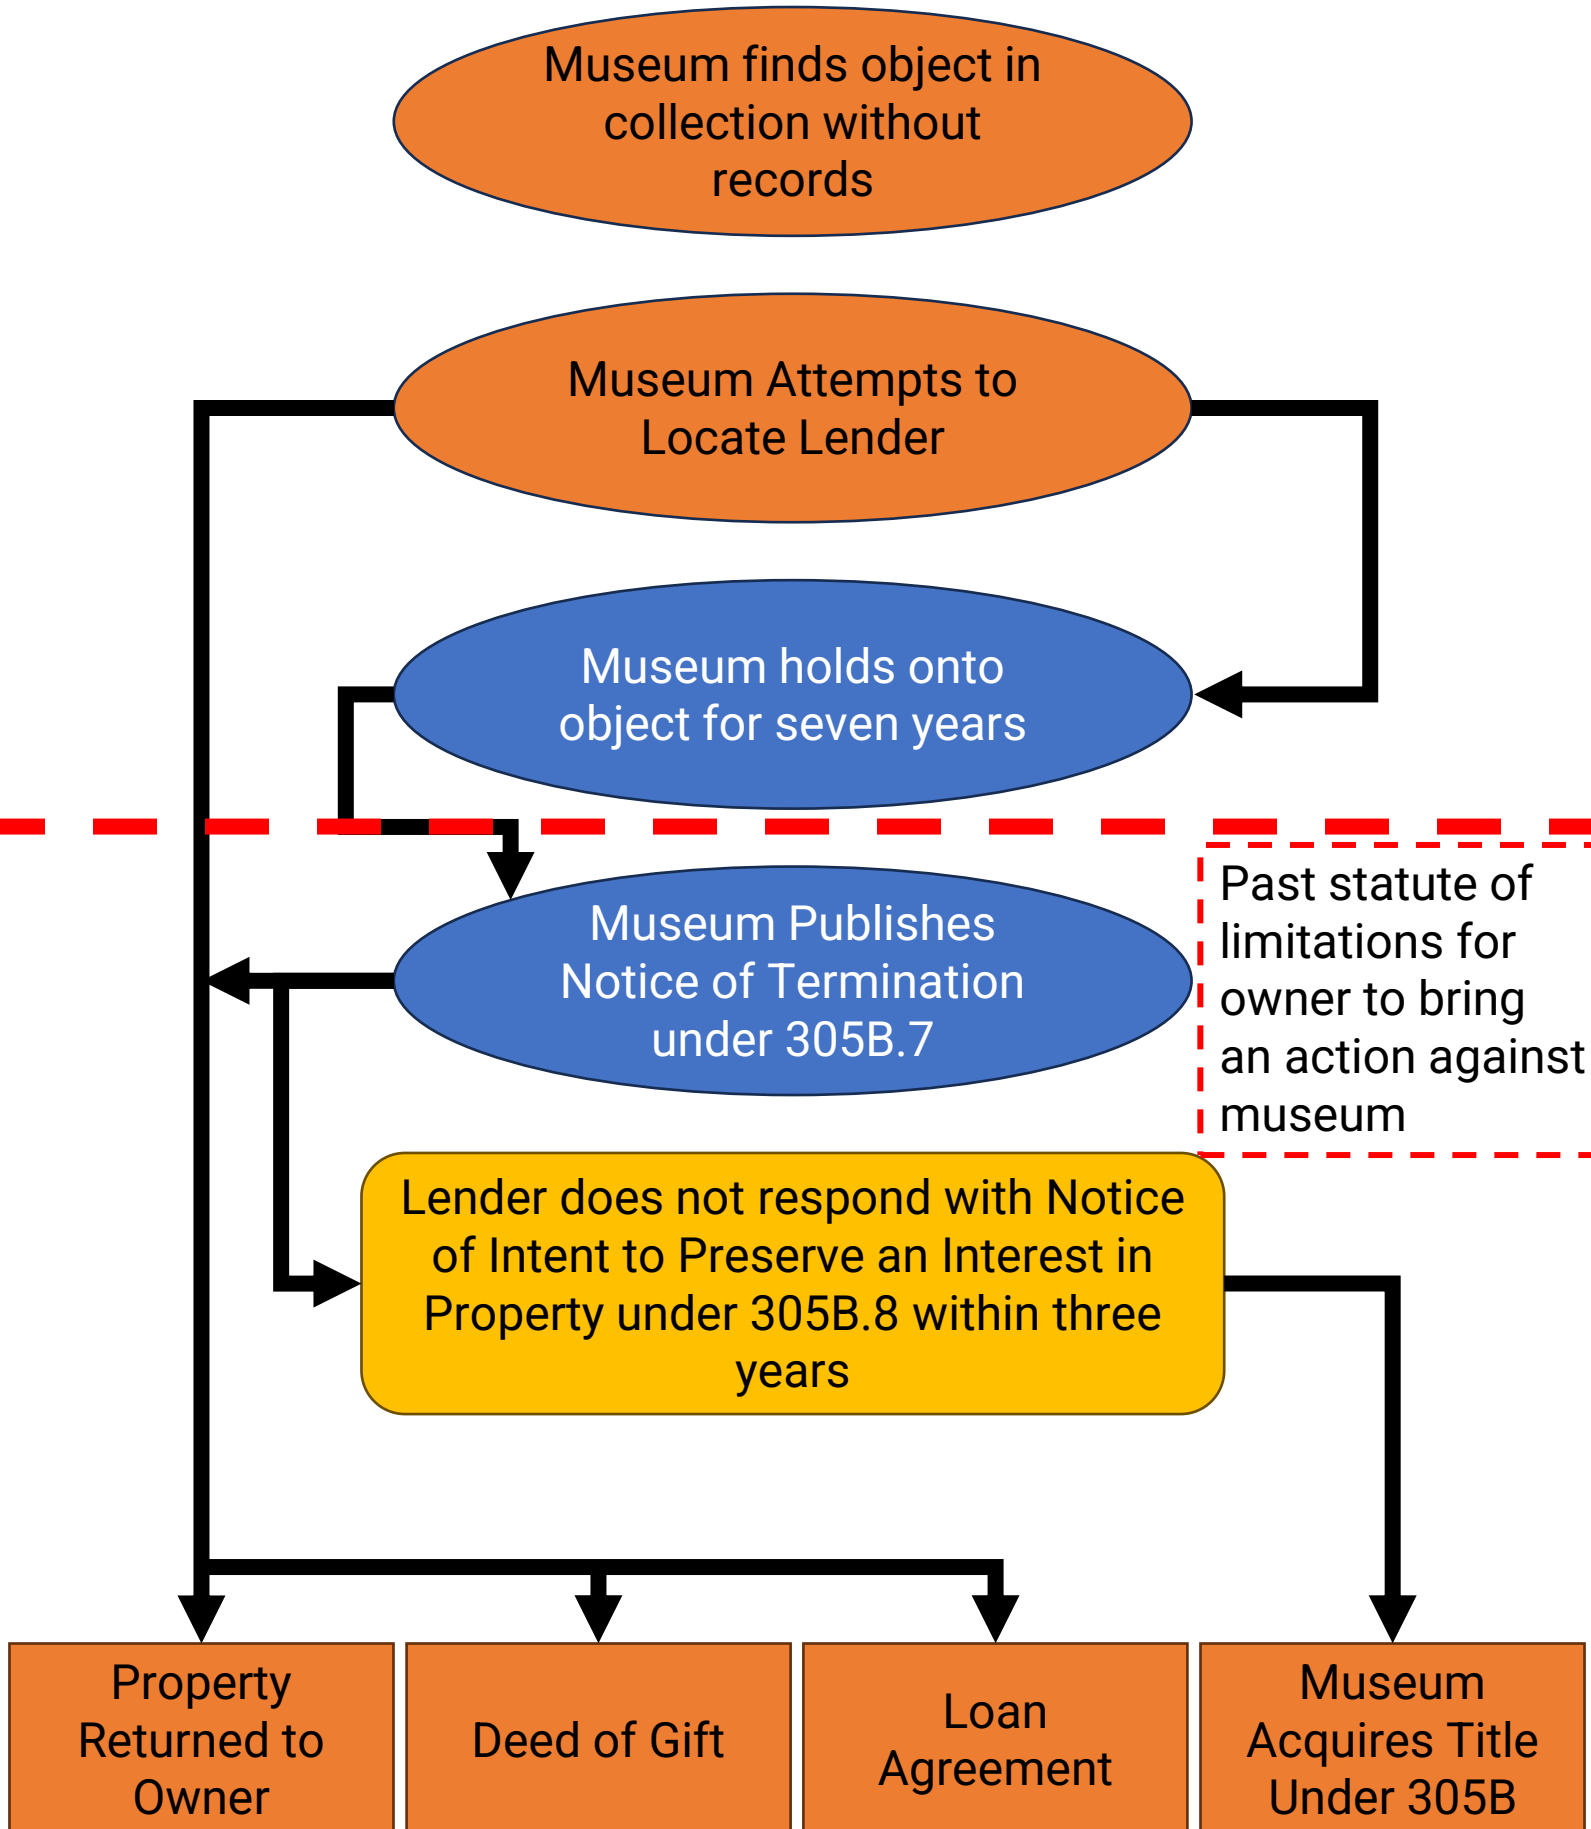 Museum finds object in
collection without
records
Museum Attempts to
Locate Lender
Museum holds onto
object for seven years
Museum Publishes
Notice of Termination
under 305B.7
Past statute of
limitations for
owner to bring
an action against
museum
Lender does not respond with Notice
of Intent to Preserve an Interest in
Property under 305B.8 within three
years
Property
Returned to
Owner
Deed of Gift
Loan
Agreement
Museum
Acquires Title
Under 305B